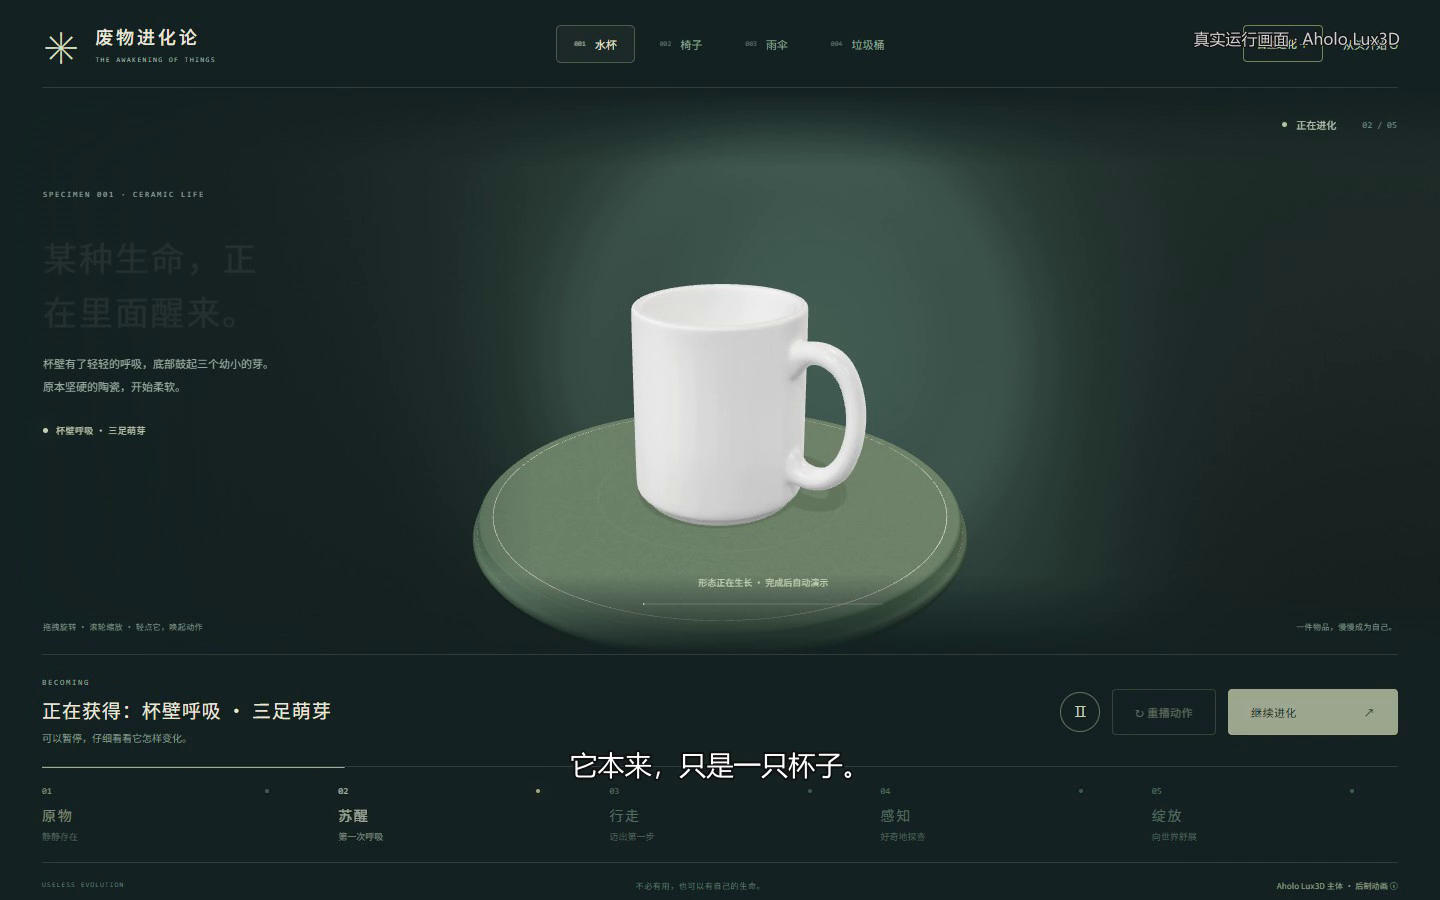 废物进化论
THE AWAKENING OF THINGS
001 水杯
002 椅子
003 雨伞
004 垃圾桶
真实运行画面 · Aholo Lux3D
正在进化 02 / 05
SPECIMEN 001 · CERAMIC LIFE
某种生命，正
在里面醒来。
杯壁有了轻轻的呼吸，底部鼓起三个幼小的芽。
原本坚硬的陶瓷，开始柔软。
杯壁呼吸 · 三足萌芽
形态正在生长 · 完成后自动演示
拖拽旋转 · 滚轮缩放 · 轻点它，唤起动作
一件物品，慢慢成为自己。
BECOMING
正在获得：杯壁呼吸 · 三足萌芽
可以暂停，仔细看看它怎样变化。
↻ 重播动作
继续进化 ↗
它本来，只是一只杯子。
01
原物
静静存在
02
苏醒
第一次呼吸
03
行走
迈出第一步
04
感知
好奇地探查
05
绽放
向世界舒展
USELESS EVOLUTION
不必有用，也可以有自己的生命。
Aholo Lux3D 主体 · 后制动画 ⓘ